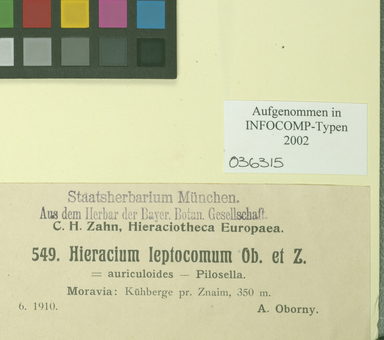 Aufgenommen in
INFOCOMP-Typen
2002
036315
Staatsherbarium München.
Aus dem Herbar der Bayer. Botan. Gesellschaft.
C. H. Zahn, Hieraciotheca Europaea.
549. Hieracium leptocomum Ob. et Z.
= auriculoides — Pilosella.
Moravia: Kühberge pr. Znaim, 350 m.
6. 1910. A. Oborny.